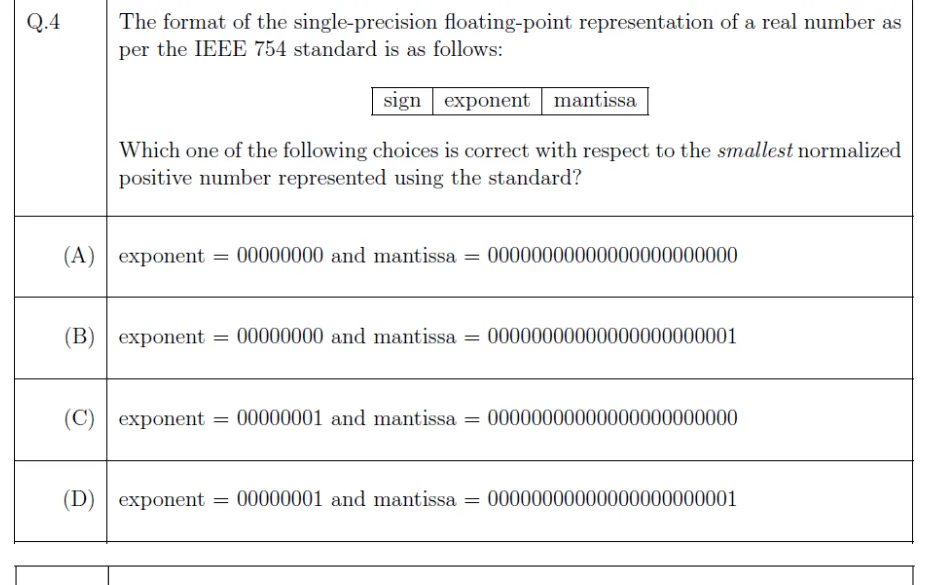 Q.4 The format of the single-precision floating-point representation of a real number as
per the IEEE 754 standard is as follows:
sign exponent mantissa
Which one of the following choices is correct with respect to the smallest normalized
positive number represented using the standard?
(A) exponent = 00000000 and mantissa = 00000000000000000000000
(B) exponent = 00000000 and mantissa = 00000000000000000000001
(C) exponent = 00000001 and mantissa = 00000000000000000000000
(D) exponent = 00000001 and mantissa = 00000000000000000000001